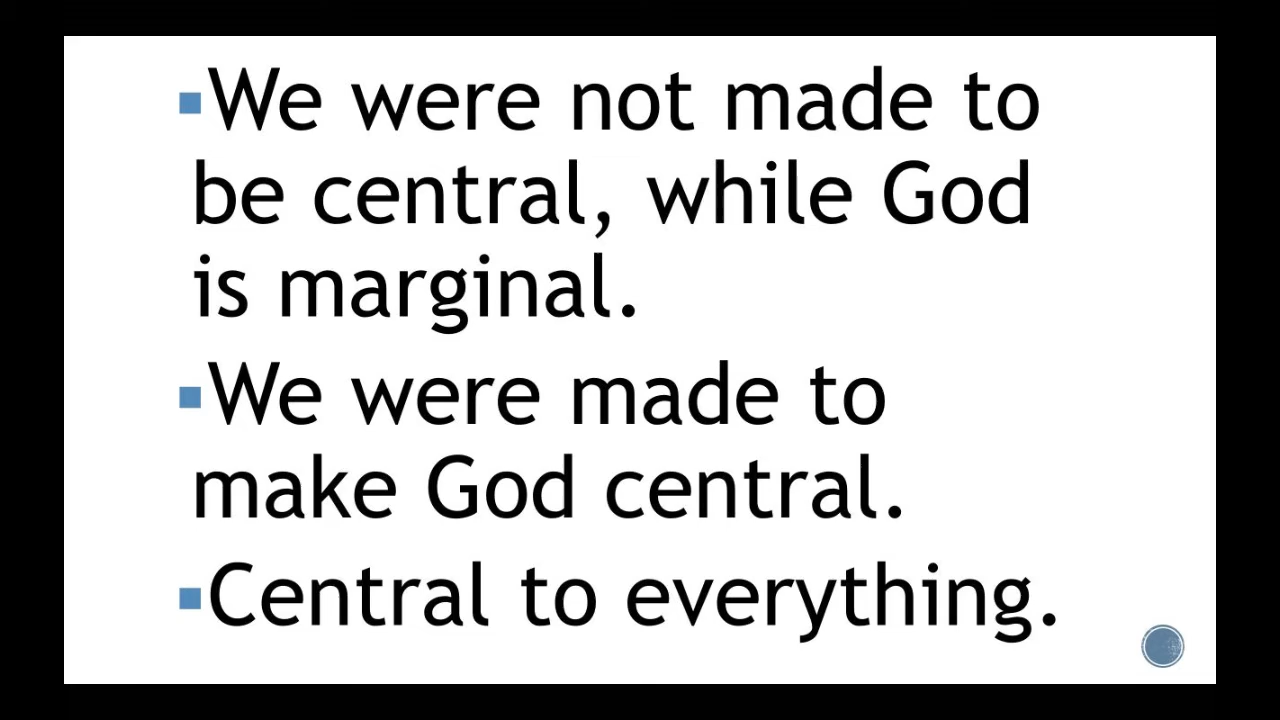 ▪We were not made to
be central, while God
is marginal.
▪We were made to
make God central.
▪Central to everything.